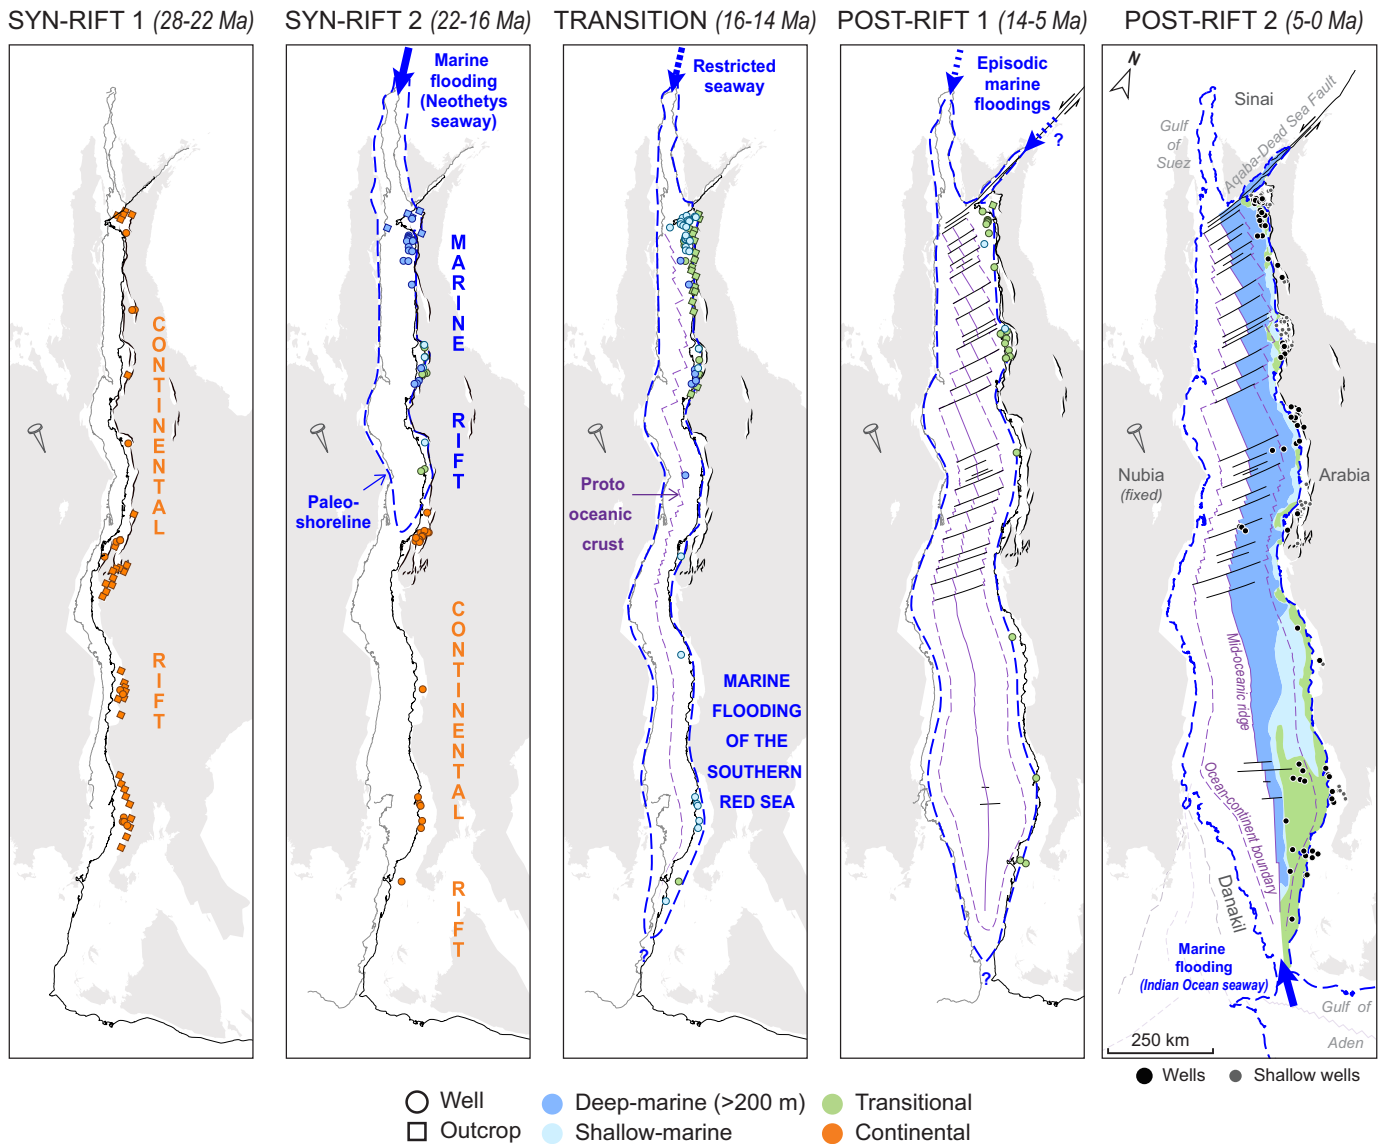 SYN-RIFT 1 (28-22 Ma)
CONTINENTAL
RIFT
SYN-RIFT 2 (22-16 Ma)
Marine
flooding
(Neothetys
seaway)
MARINE
RIFT
Paleo-
shoreline
CONTINENTAL
RIFT
TRANSITION (16-14 Ma)
Restricted
seaway
Proto
oceanic
crust
MARINE
FLOODING
OF THE
SOUTHERN
RED SEA
?
POST-RIFT 1 (14-5 Ma)
Episodic
marine
floodings
?
?
POST-RIFT 2 (5-0 Ma)
N
Sinai
Gulf
of
Suez
Aqaba-Dead Sea Fault
Nubia
(fixed)
Arabia
Mid-oceanic ridge
Ocean-continent boundary
Danakil
Marine
flooding
(Indian Ocean seaway)
Gulf of
Aden
250 km
Wells
Shallow wells
Well
Outcrop
Deep-marine (>200 m)
Shallow-marine
Transitional
Continental